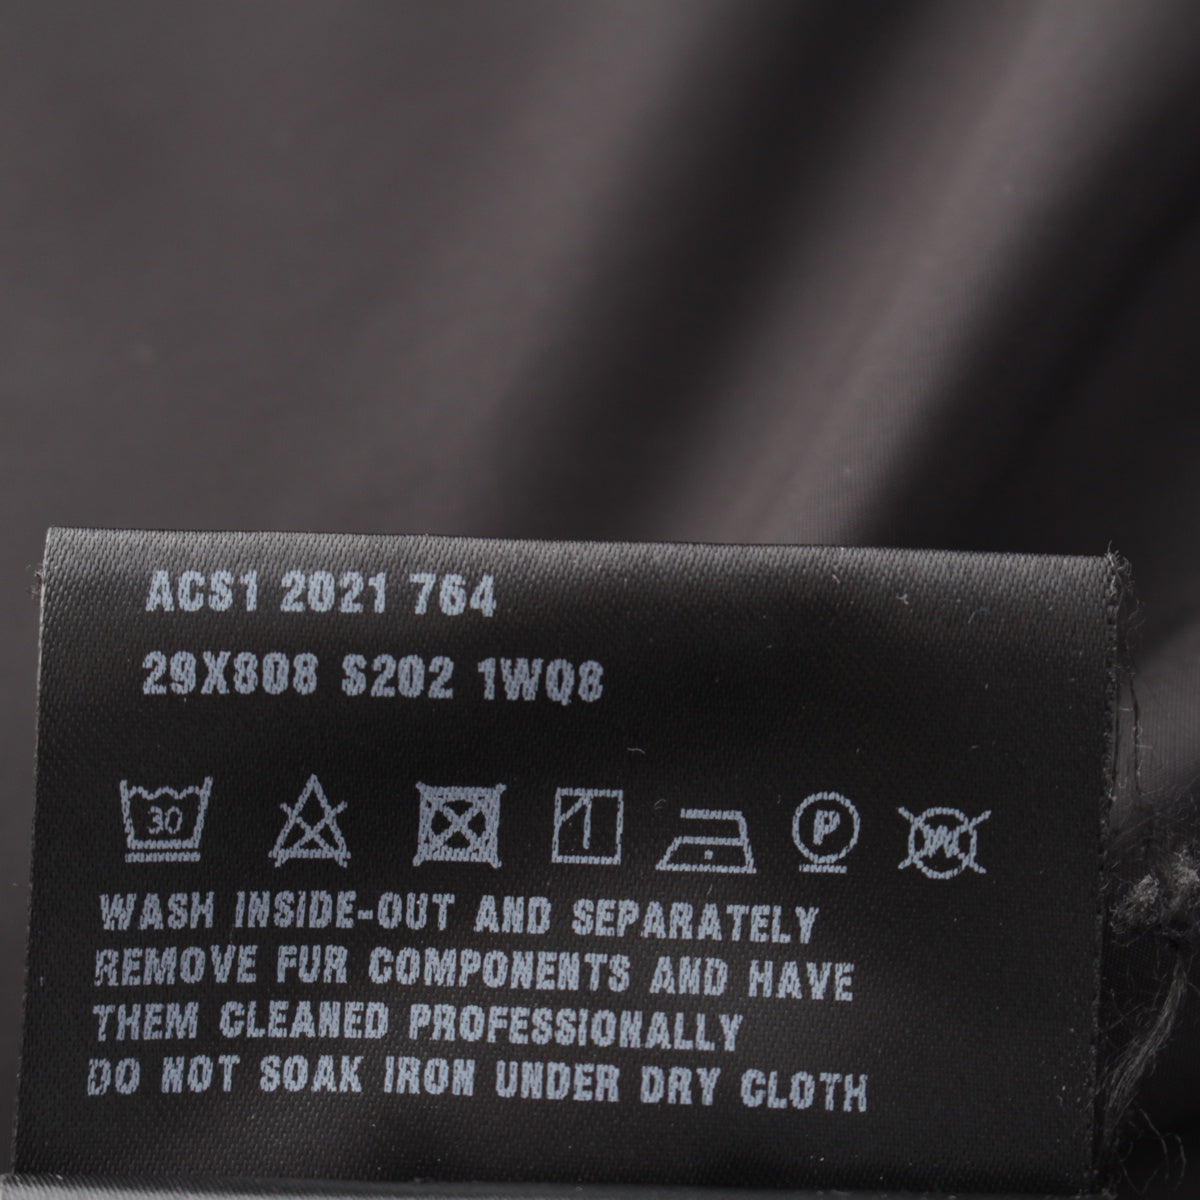 ACS1 2021 764
29X808 S202 1WQ8
30 P W
WASH INSIDE-OUT AND SEPARATELY
REMOVE FUR COMPONENTS AND HAVE
THEM CLEANED PROFESSIONALLY
DO NOT SOAK IRON UNDER DRY CLOTH